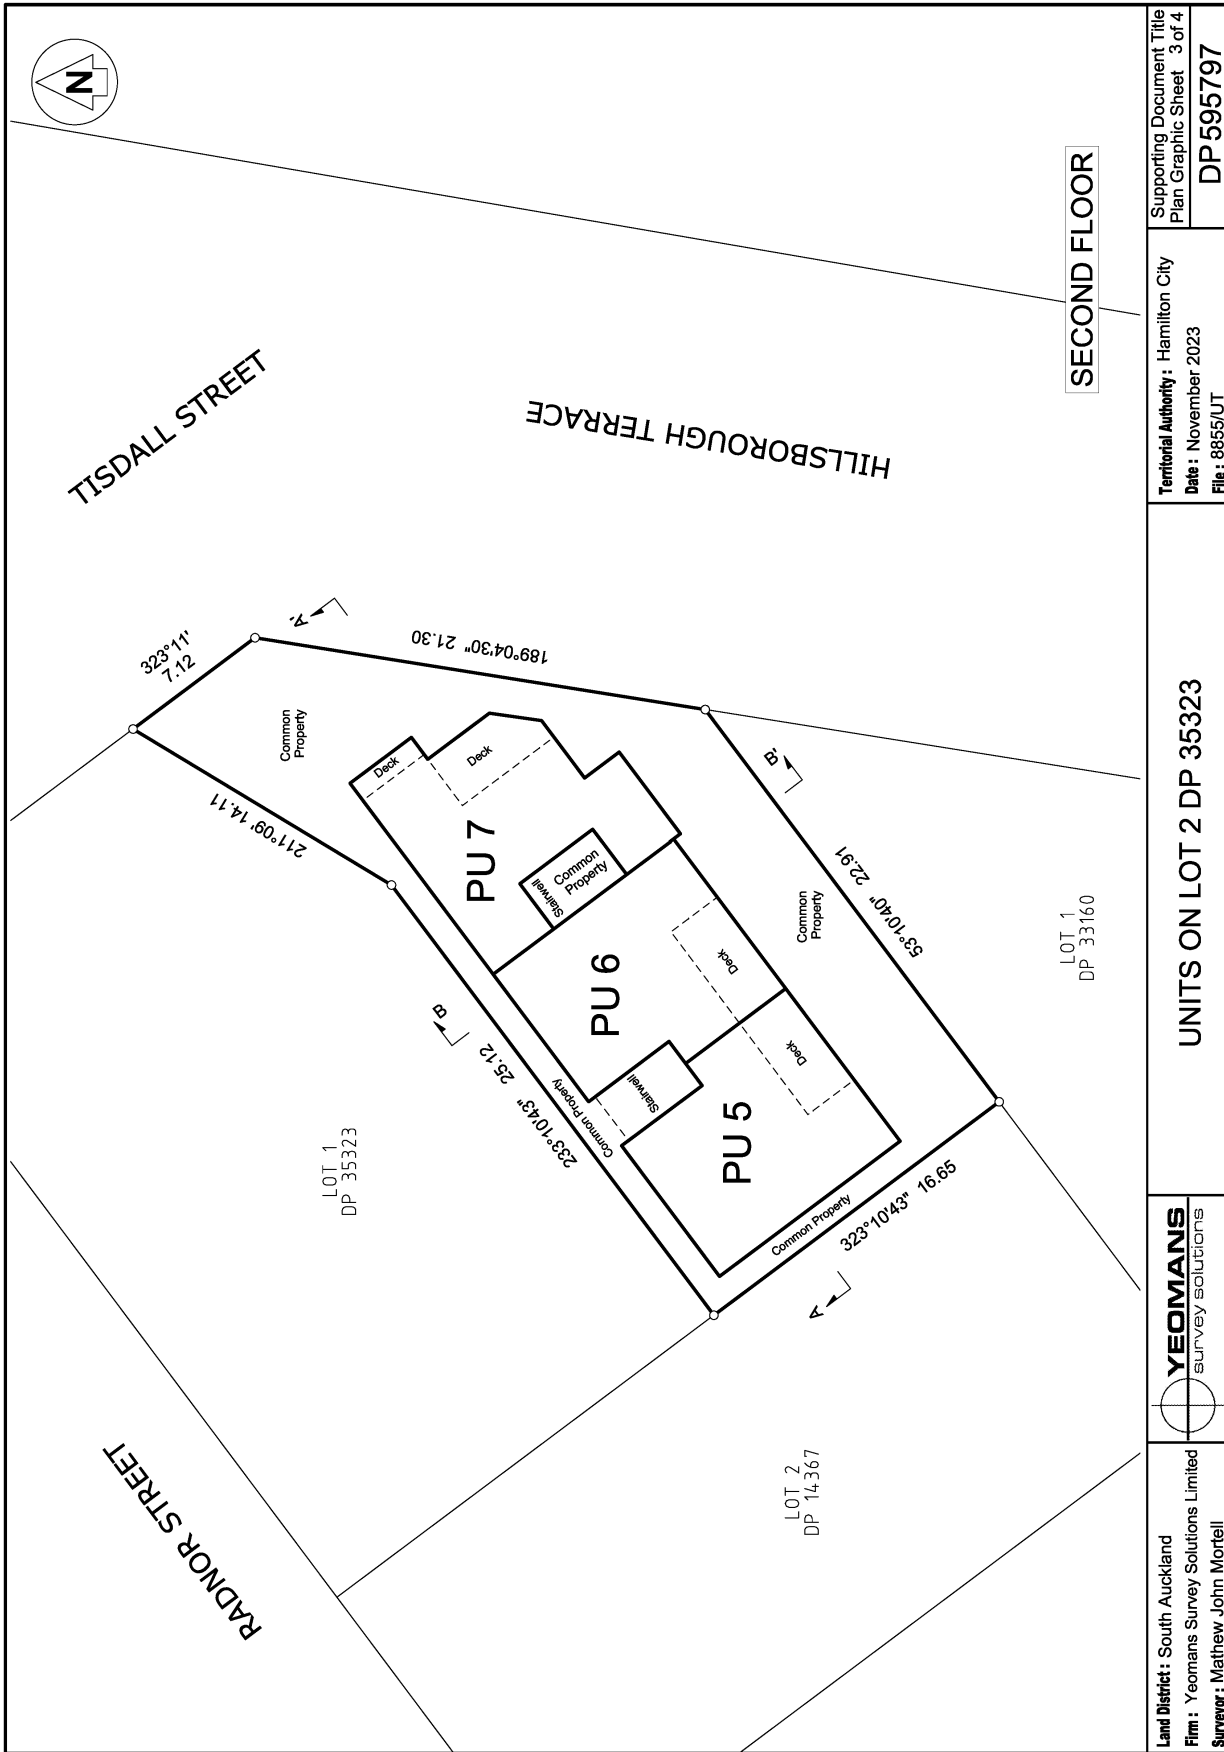 N
TISDALL STREET
HILLSBOROUGH TERRACE
RADNOR STREET
SECOND FLOOR
323°11'
7.12
211°09' 14.11
189°04'30" 21.30
233°10'43" 25.12
53°10'40" 22.91
323°10'43" 16.65
A'
A
B
B'
Common
Property
Deck
Deck
PU 7
Stairwell
Common
Property
PU 6
Deck
Common
Property
Common Property
Stairwell
Deck
PU 5
Common Property
LOT 1
DP 35323
LOT 1
DP 33160
LOT 2
DP 14367
Land District : South Auckland
Firm : Yeomans Survey Solutions Limited
Surveyor : Mathew John Mortell
YEOMANS
survey solutions
UNITS ON LOT 2 DP 35323
Territorial Authority : Hamilton City
Date : November 2023
File : 8855/UT
Supporting Document Title
Plan Graphic Sheet 3 of 4
DP 595797